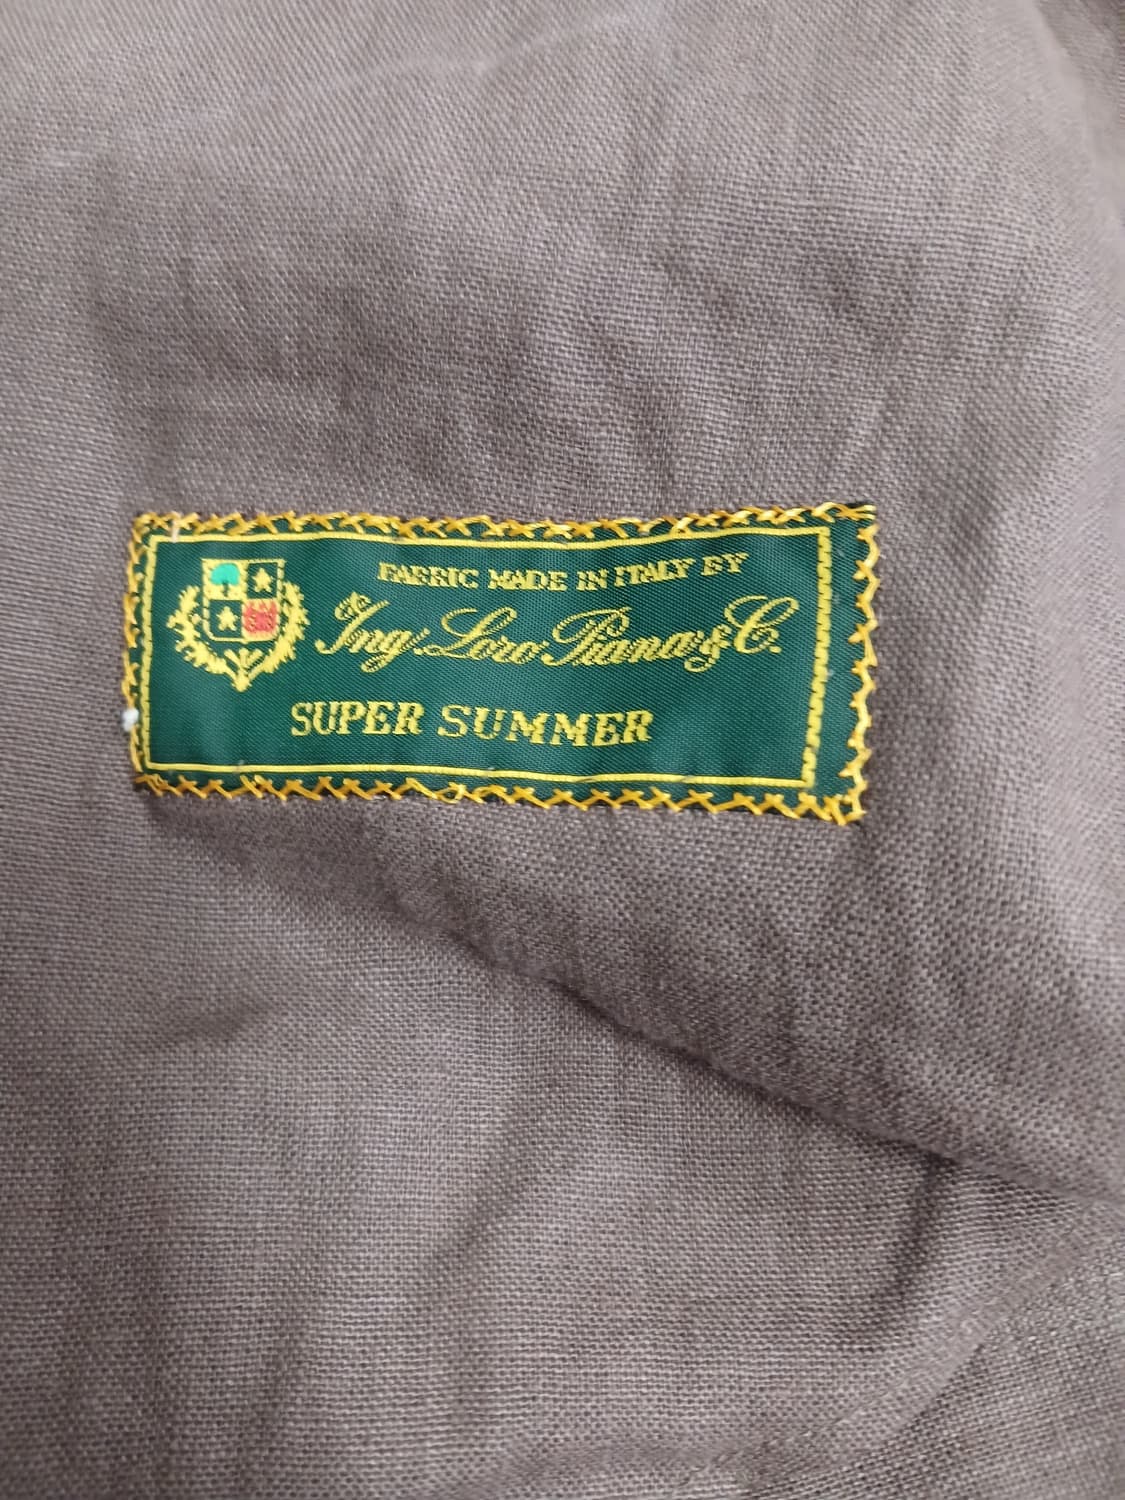 FABRIC MADE IN ITALY BY
Ing. Loro Piana & C.
SUPER SUMMER